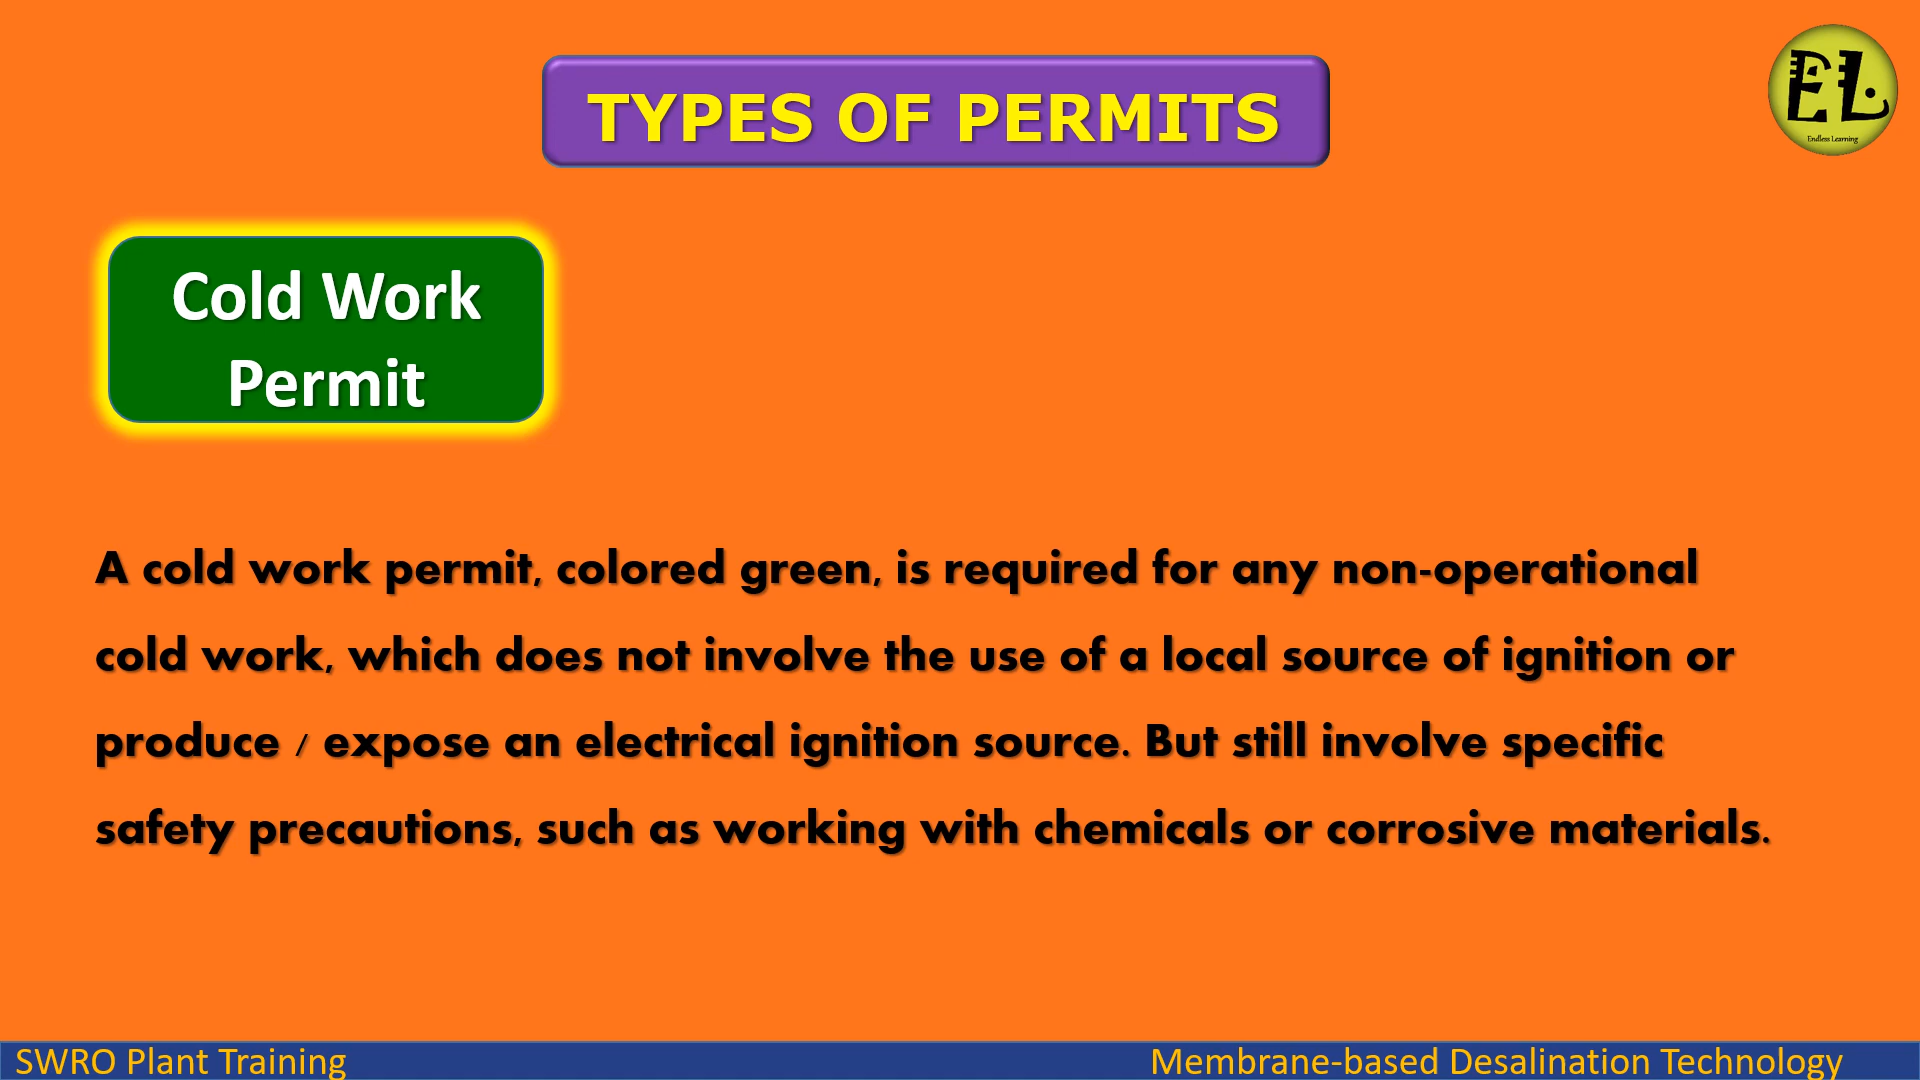 TYPES OF PERMITS
EL
Endless Learning
Cold Work
Permit
A cold work permit, colored green, is required for any non-operational
cold work, which does not involve the use of a local source of ignition or
produce / expose an electrical ignition source. But still involve specific
safety precautions, such as working with chemicals or corrosive materials.
SWRO Plant Training
Membrane-based Desalination Technology